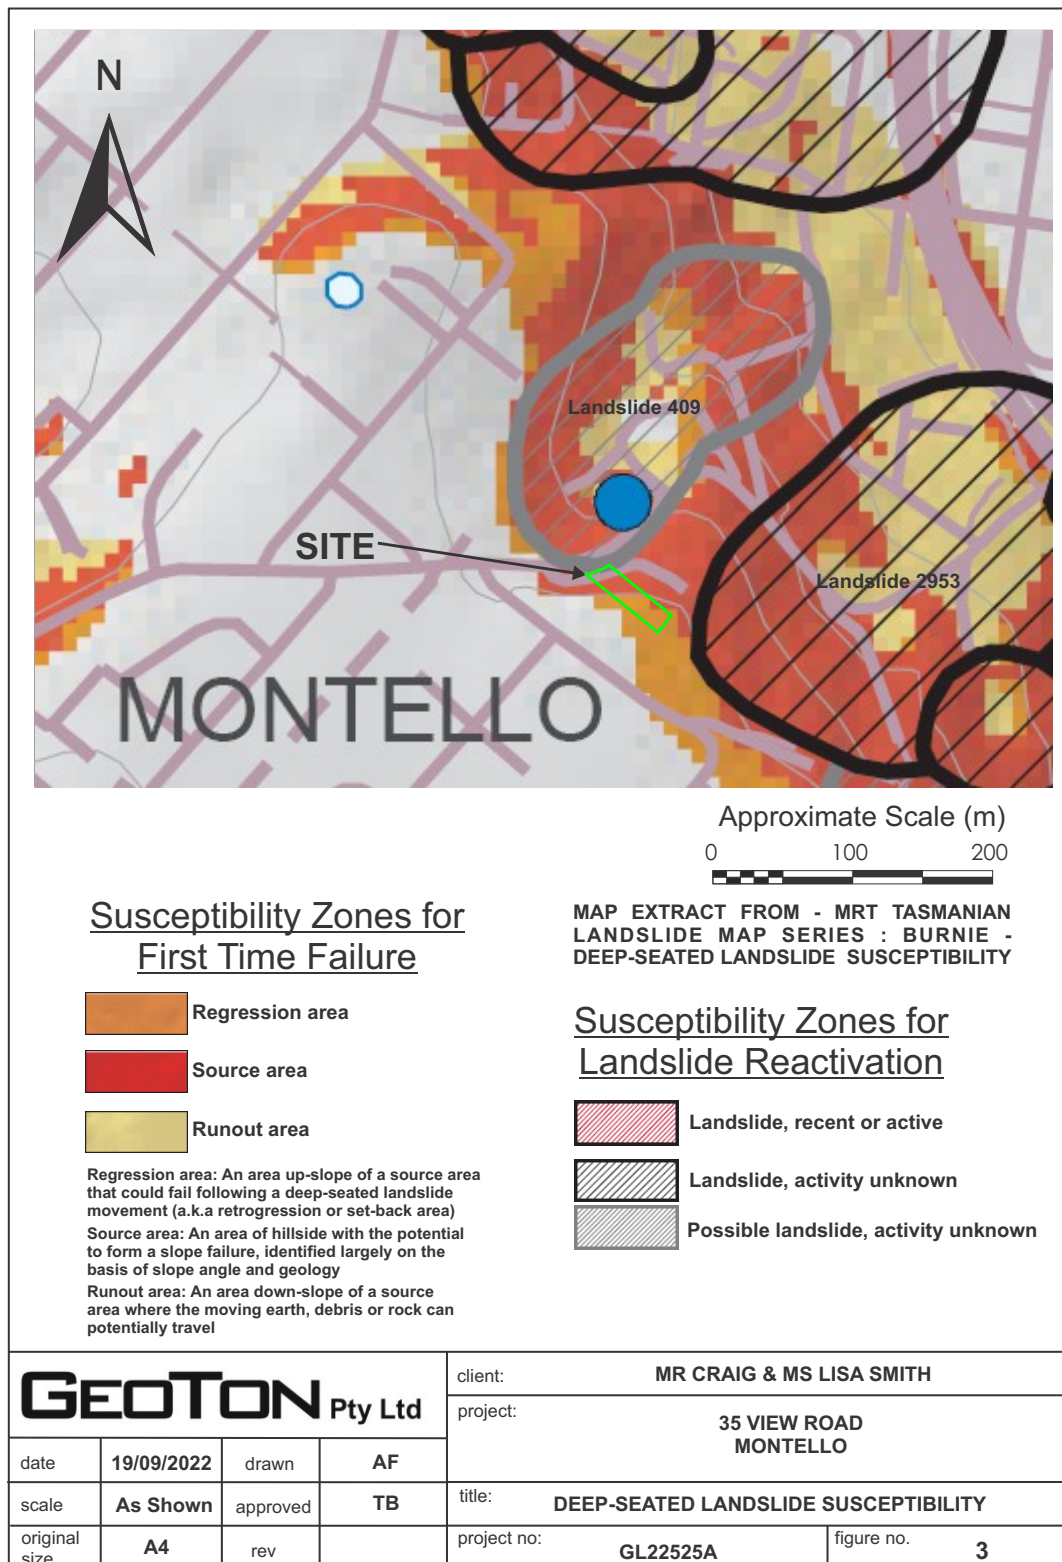 N
Landslide 409
SITE
Landslide 2953
MONTELLO
Approximate Scale (m)
0 100 200
MAP EXTRACT FROM - MRT TASMANIAN
LANDSLIDE MAP SERIES : BURNIE -
DEEP-SEATED LANDSLIDE SUSCEPTIBILITY
Susceptibility Zones for
First Time Failure
Regression area
Source area
Runout area
Regression area: An area up-slope of a source area
that could fail following a deep-seated landslide
movement (a.k.a retrogression or set-back area)
Source area: An area of hillside with the potential
to form a slope failure, identified largely on the
basis of slope angle and geology
Runout area: An area down-slope of a source
area where the moving earth, debris or rock can
potentially travel
Susceptibility Zones for
Landslide Reactivation
Landslide, recent or active
Landslide, activity unknown
Possible landslide, activity unknown
GEOTON Pty Ltd
client: MR CRAIG & MS LISA SMITH
project: 35 VIEW ROAD
MONTELLO
date 19/09/2022 drawn AF
scale As Shown approved TB
title: DEEP-SEATED LANDSLIDE SUSCEPTIBILITY
original
size A4 rev
project no: GL22525A
figure no. 3